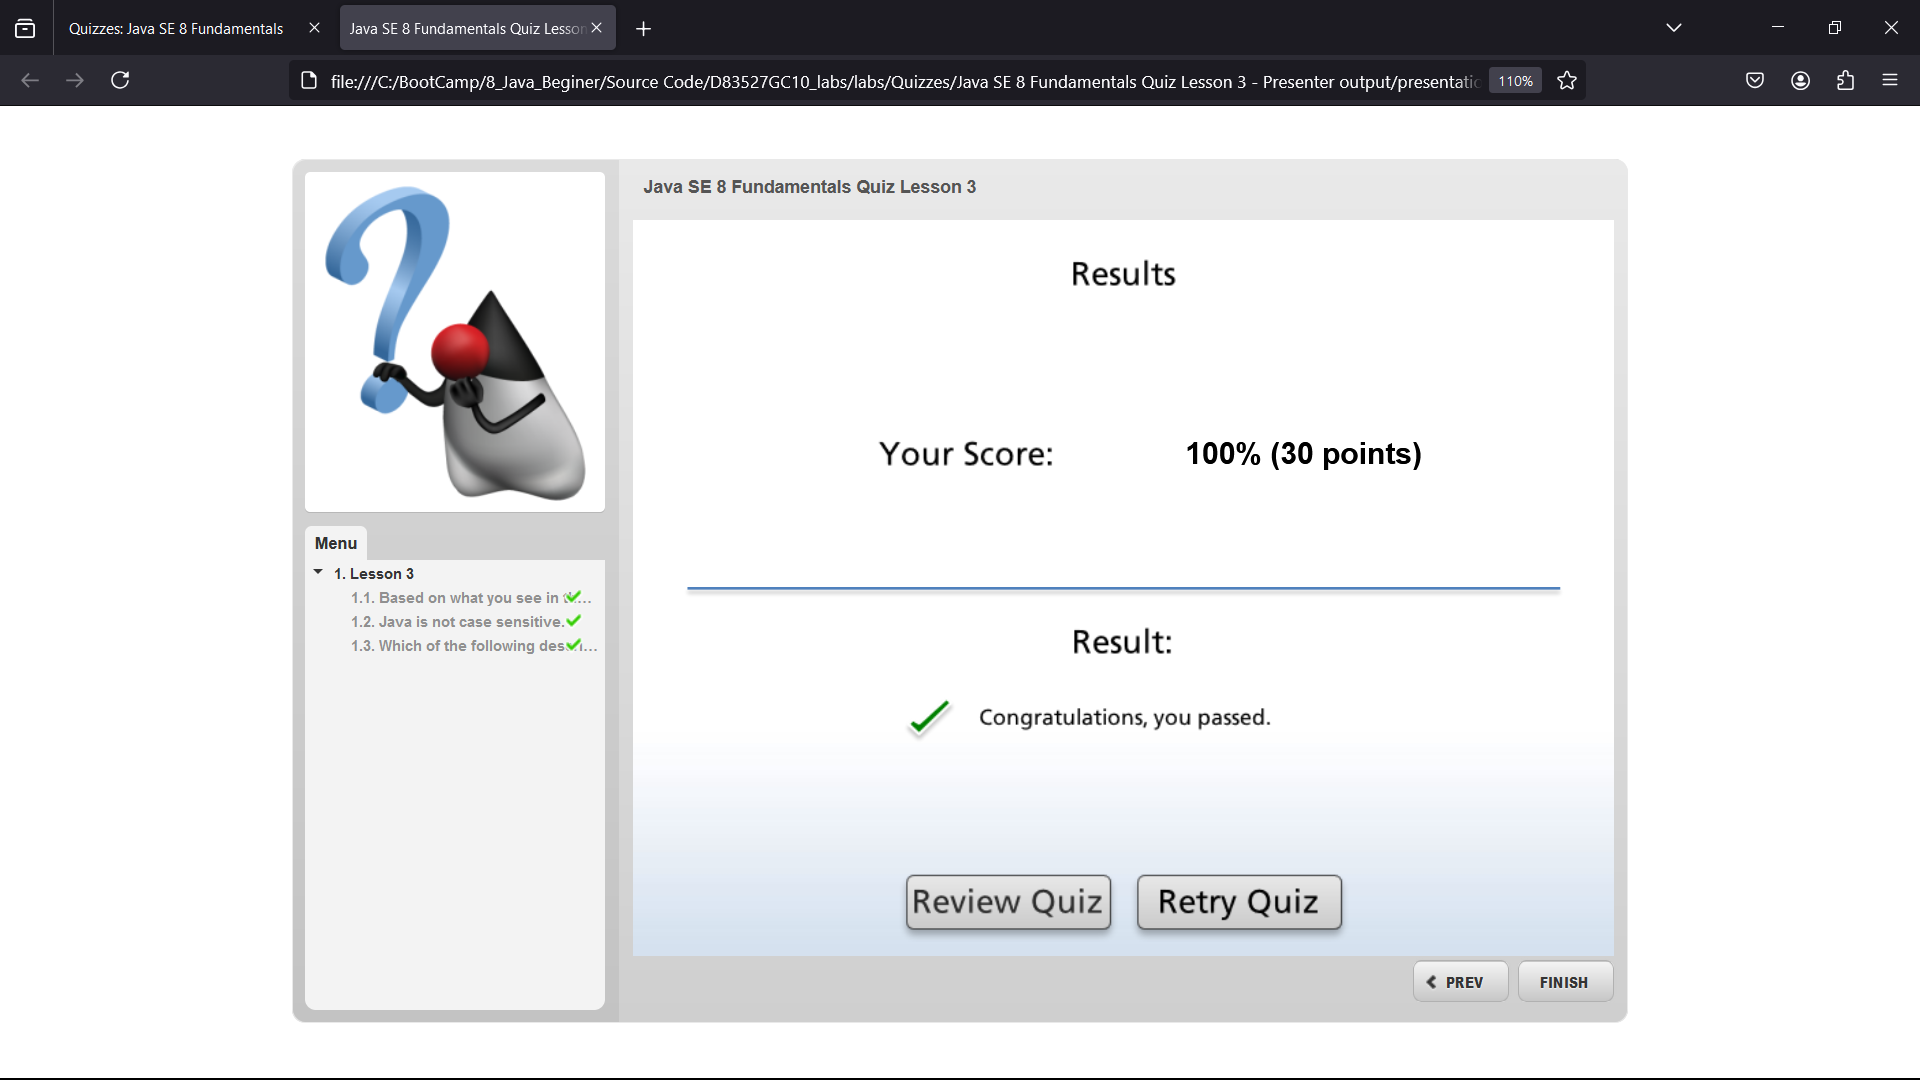 Quizzes: Java SE 8 Fundamentals
Java SE 8 Fundamentals Quiz Lesson
file:///C:/BootCamp/8_Java_Beginer/Source Code/D83527GC10_labs/labs/Quizzes/Java SE 8 Fundamentals Quiz Lesson 3 - Presenter output/presentatic
110%
Java SE 8 Fundamentals Quiz Lesson 3
Results
Your Score: 100% (30 points)
Result:
Congratulations, you passed.
Review Quiz
Retry Quiz
Menu
1. Lesson 3
1.1. Based on what you see in
1.2. Java is not case sensitive.
1.3. Which of the following
PREV
FINISH